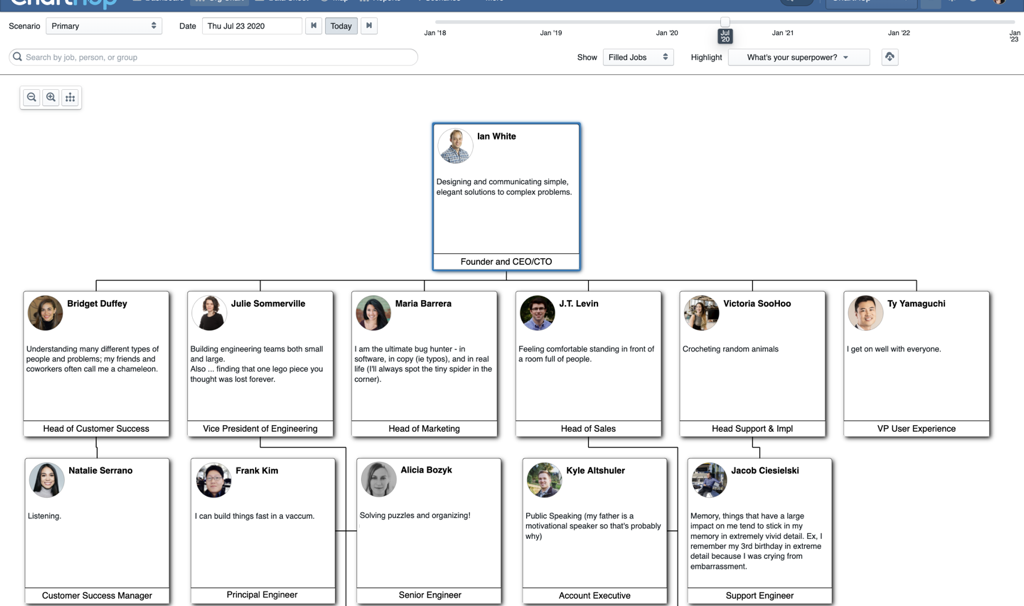 ChartHop
Scenario Primary Date Thu Jul 23 2020 Today
Jan '18 Jan '19 Jan '20 Jul '20 Jan '21 Jan '22 Jan '23
Search by job, person, or group
Show Filled Jobs Highlight What's your superpower?
Ian White
Designing and communicating simple,
elegant solutions to complex problems.
Founder and CEO/CTO
Bridget Duffey
Understanding many different types of
people and problems; my friends and
coworkers often call me a chameleon.
Head of Customer Success
Julie Sommerville
Building engineering teams both small
and large.
Also ... finding that one lego piece you
thought was lost forever.
Vice President of Engineering
Maria Barrera
I am the ultimate bug hunter - in
software, in copy (ie typos), and in real
life (I'll always spot the tiny spider in the
corner).
Head of Marketing
J.T. Levin
Feeling comfortable standing in front of
a room full of people.
Head of Sales
Victoria SooHoo
Crocheting random animals
Head Support & Impl
Ty Yamaguchi
I get on well with everyone.
VP User Experience
Natalie Serrano
Listening.
Customer Success Manager
Frank Kim
I can build things fast in a vaccum.
Principal Engineer
Alicia Bozyk
Solving puzzles and organizing!
Senior Engineer
Kyle Altshuler
Public Speaking (my father is a
motivational speaker so that's probably
why)
Account Executive
Jacob Ciesielski
Memory, things that have a large
impact on me tend to stick in my
memory in extremely vivid detail. Ex, I
remember my 3rd birthday in extreme
detail because I was crying from
embarrassment.
Support Engineer